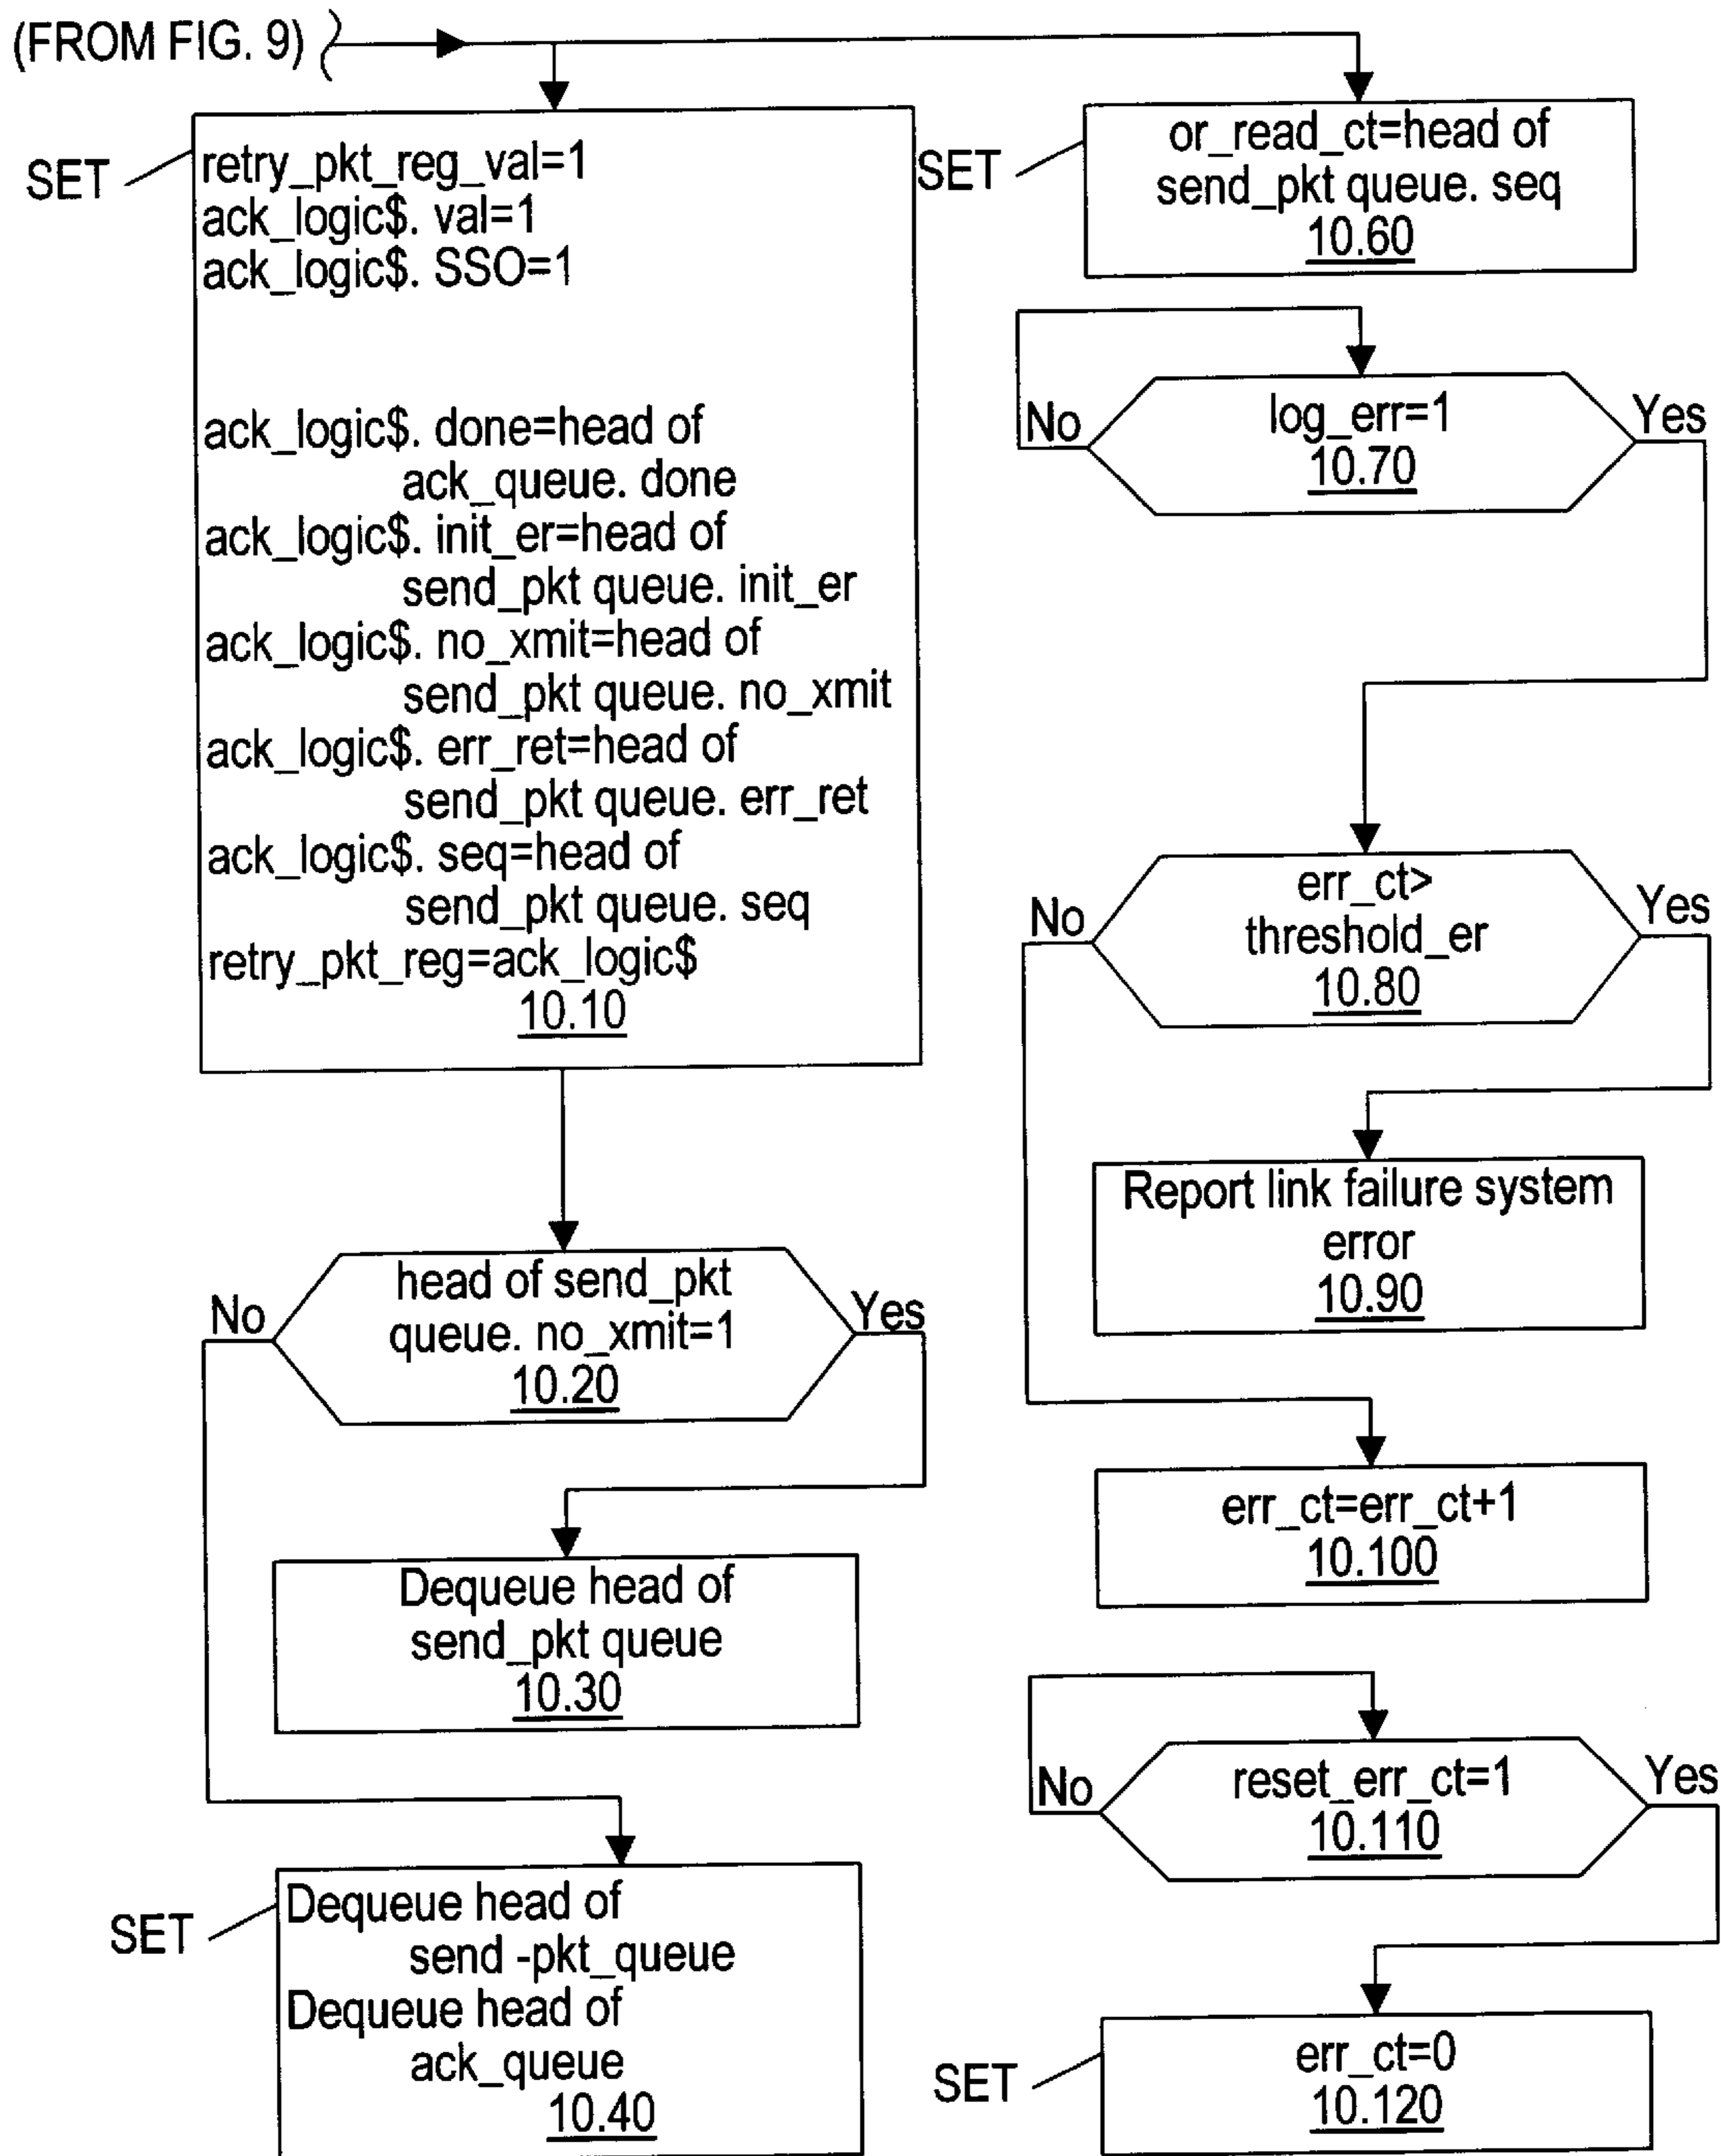 (FROM FIG. 9)
SET
retry_pkt_reg_val=1
ack_logic$. val=1
ack_logic$. SSO=1
ack_logic$. done=head of
ack_queue. done
ack_logic$. init_er=head of
send_pkt queue. init_er
ack_logic$. no_xmit=head of
send_pkt queue. no_xmit
ack_logic$. err_ret=head of
send_pkt queue. err_ret
ack_logic$. seq=head of
send_pkt queue. seq
retry_pkt_reg=ack_logic$
10.10
No
head of send_pkt
queue. no_xmit=1
10.20
Yes
Dequeue head of
send_pkt queue
10.30
SET
Dequeue head of
send -pkt_queue
Dequeue head of
ack_queue
10.40
SET
or_read_ct=head of
send_pkt queue. seq
10.60
No
log_err=1
10.70
Yes
No
err_ct>
threshold_er
10.80
Yes
Report link failure system
error
10.90
err_ct=err_ct+1
10.100
No
reset_err_ct=1
10.110
Yes
SET
err_ct=0
10.120